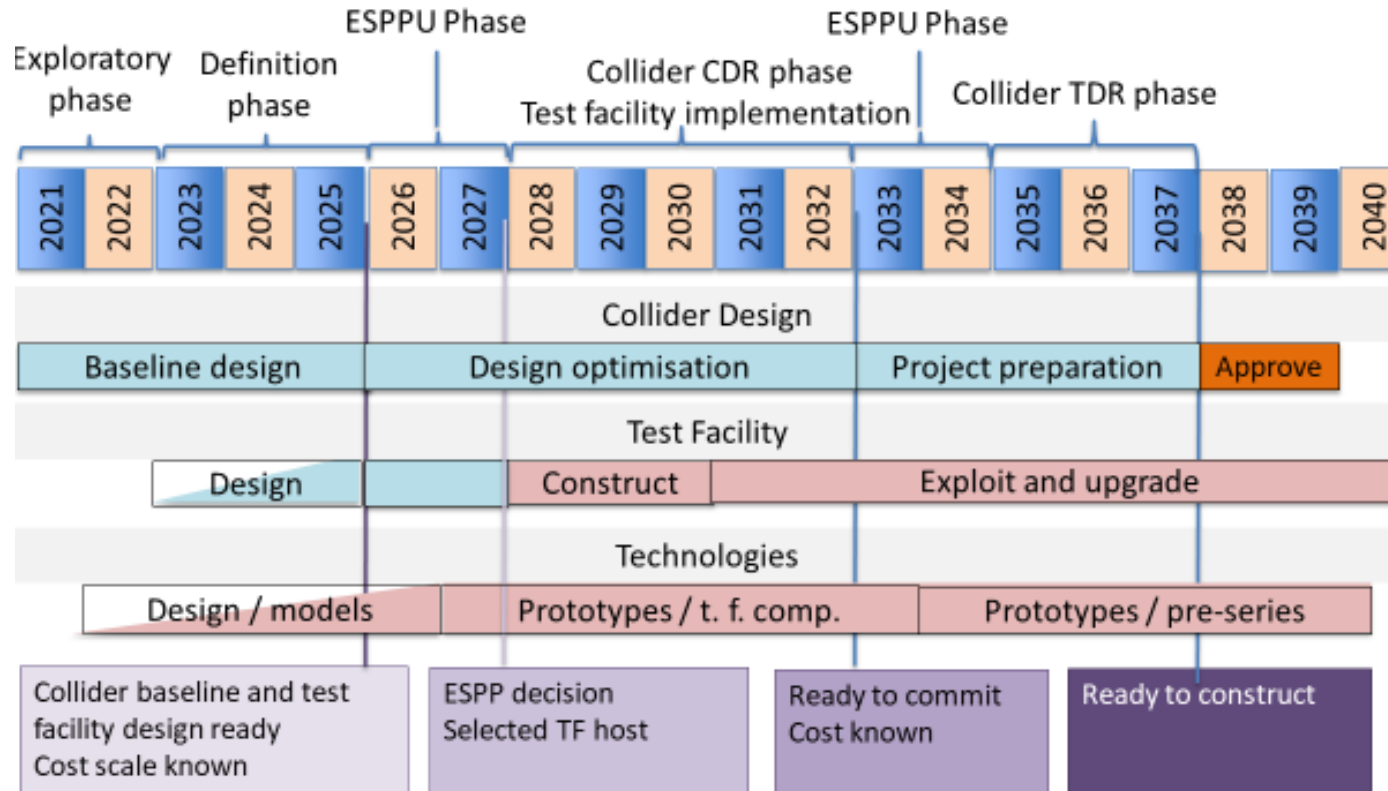 ESPPU Phase
ESPPU Phase
Exploratory
phase
Definition
phase
Collider CDR phase
Test facility implementation
Collider TDR phase
2021
2022
2023
2024
2025
2026
2027
2028
2029
2030
2031
2032
2033
2034
2035
2036
2037
2038
2039
2040
Collider Design
Baseline design
Design optimisation
Project preparation
Approve
Test Facility
Design
Construct
Exploit and upgrade
Technologies
Design / models
Prototypes / t. f. comp.
Prototypes / pre-series
Collider baseline and test
facility design ready
Cost scale known
ESPP decision
Selected TF host
Ready to commit
Cost known
Ready to construct